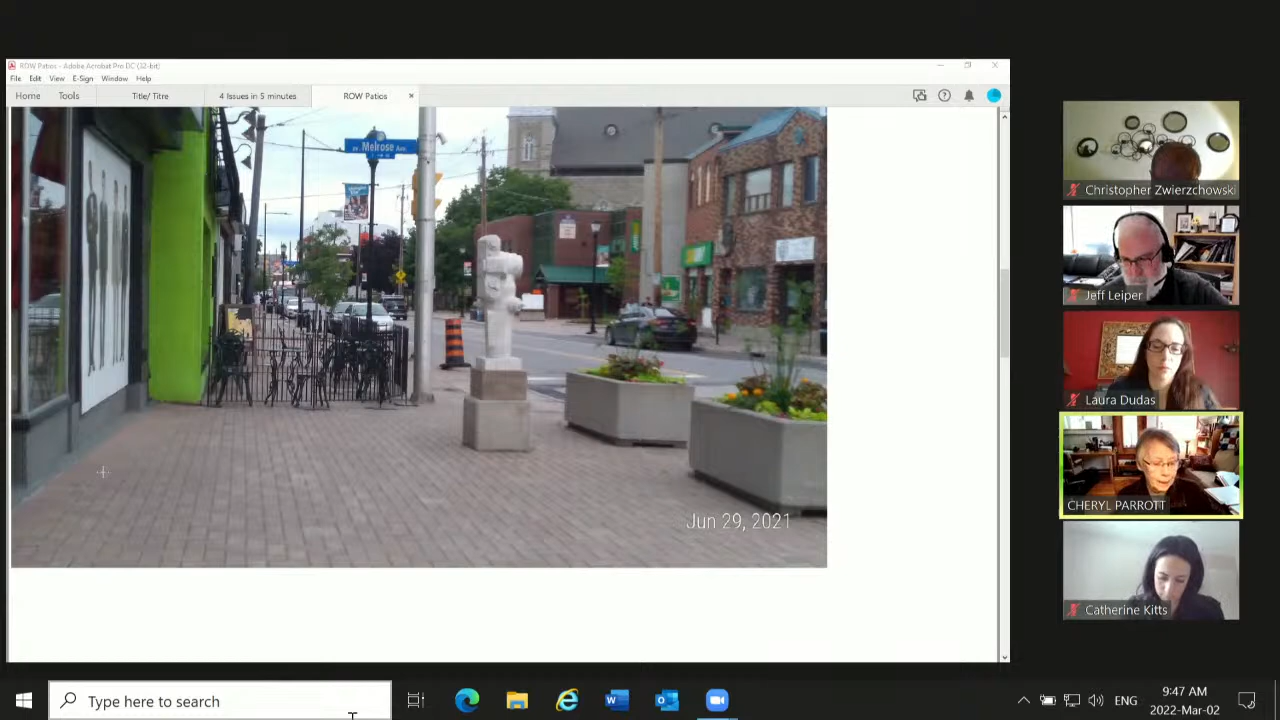 ROW Patios - Adobe Acrobat Pro DC (32-bit)
File Edit View E-Sign Window Help
Home Tools Title/ Titre 4 Issues in 5 minutes ROW Patios
Melrose Ave.
Jun 29, 2021
Christopher Zwierzchowski
Jeff Leiper
Laura Dudas
CHERYL PARROTT
Catherine Kitts
Type here to search
ENG
9:47 AM
2022-Mar-02